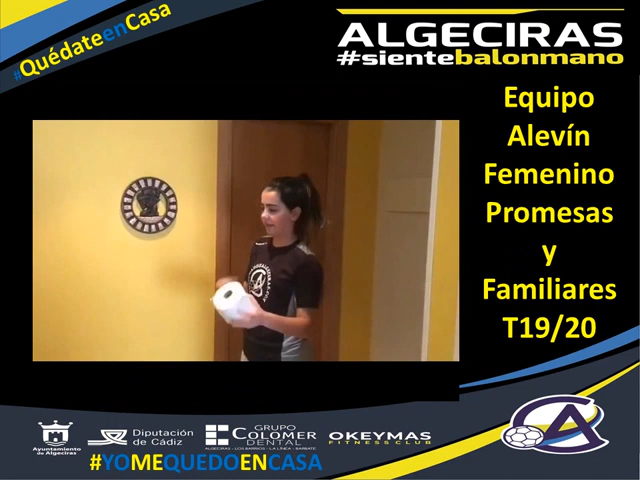 #QuédateenCasa
ALGECIRAS
#sientebalonmano
Equipo
Alevín
Femenino
Promesas
y
Familiares
T19/20
Ayuntamiento
de Algeciras
Diputación
de Cádiz
GRUPO
COLOMER
DENTAL
ALGECIRAS - LOS BARRIOS - LA LÍNEA - BARBATE
OKEYMAS
FITNESS CLUB
#YOMEQUEDOENCASA
CA